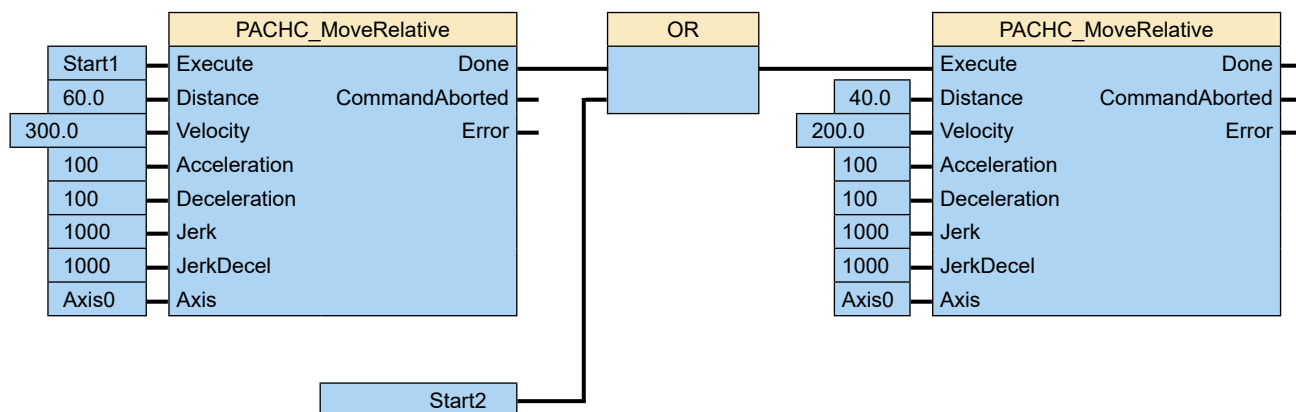 PACHC_MoveRelative
Start1 Execute Done
60.0 Distance CommandAborted
300.0 Velocity Error
100 Acceleration
100 Deceleration
1000 Jerk
1000 JerkDecel
Axis0 Axis
OR
Start2
PACHC_MoveRelative
Execute Done
40.0 Distance CommandAborted
200.0 Velocity Error
100 Acceleration
100 Deceleration
1000 Jerk
1000 JerkDecel
Axis0 Axis